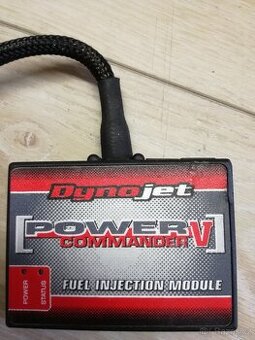 Dynojet
POWER V
COMMANDER
FUEL INJECTION MODULE
POWER
STATUS